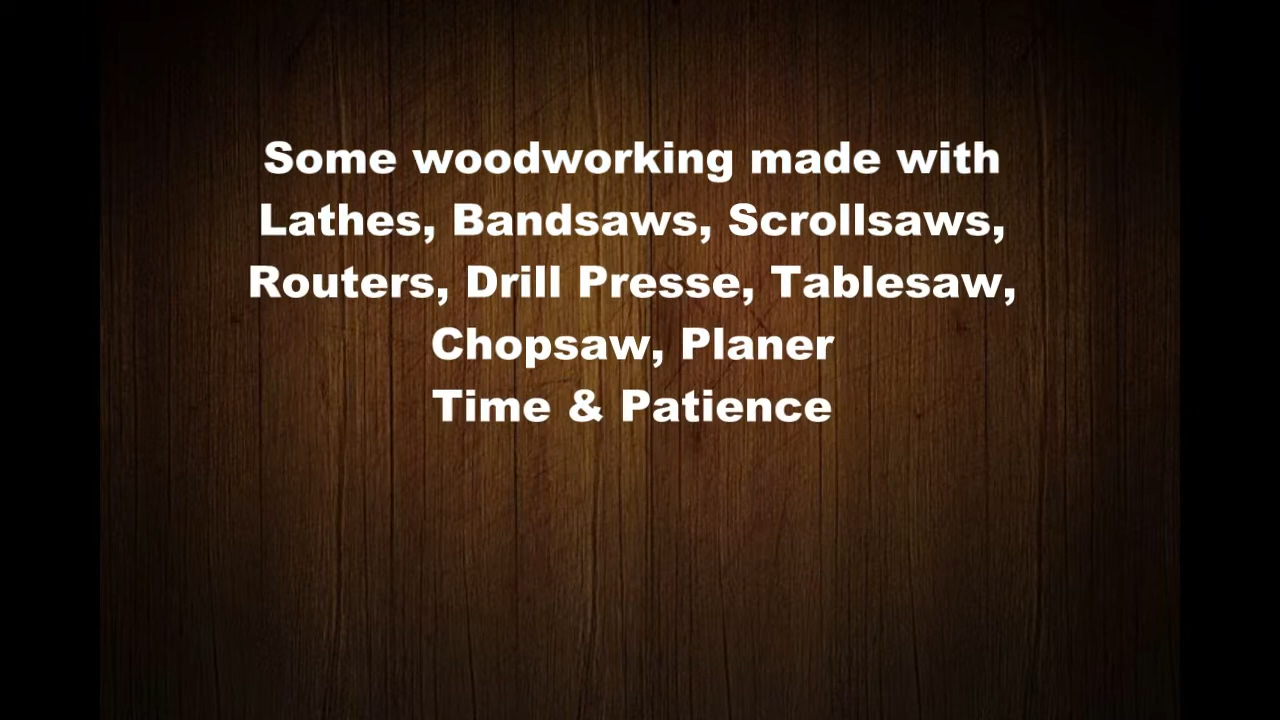 Some woodworking made with
Lathes, Bandsaws, Scrollsaws,
Routers, Drill Presse, Tablesaw,
Chopsaw, Planer
Time & Patience